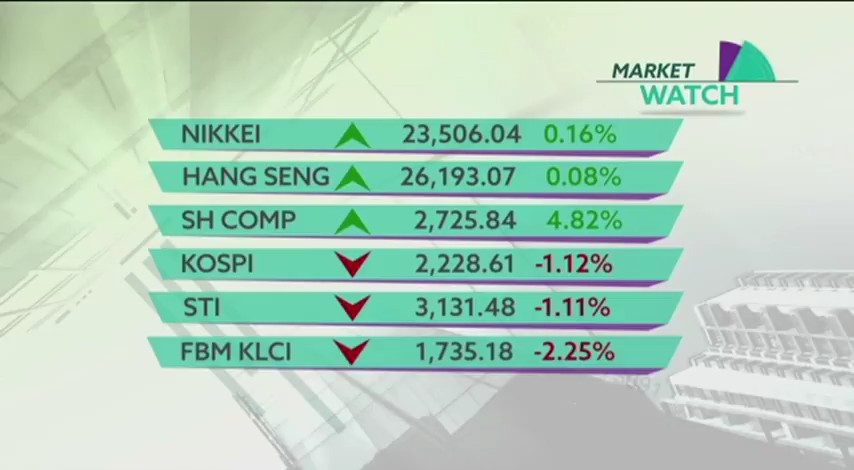 MARKET
WATCH
NIKKEI 23,506.04 0.16%
HANG SENG 26,193.07 0.08%
SH COMP 2,725.84 4.82%
KOSPI 2,228.61 -1.12%
STI 3,131.48 -1.11%
FBM KLCI 1,735.18 -2.25%